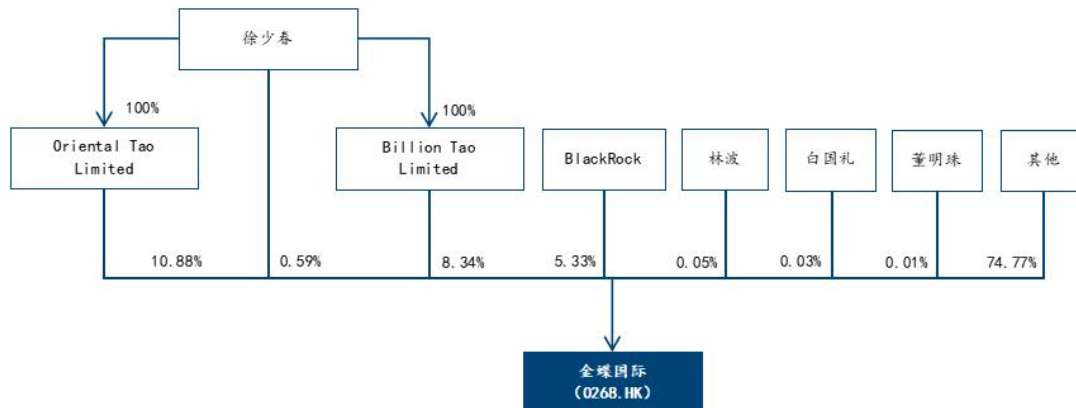 徐少春
100%
100%
Oriental Tao
Limited
Billion Tao
Limited
BlackRock
林波
白国礼
董明珠
其他
10.88%
0.59%
8.34%
5.33%
0.05%
0.03%
0.01%
74.77%
金蝶国际
(0268.HK)